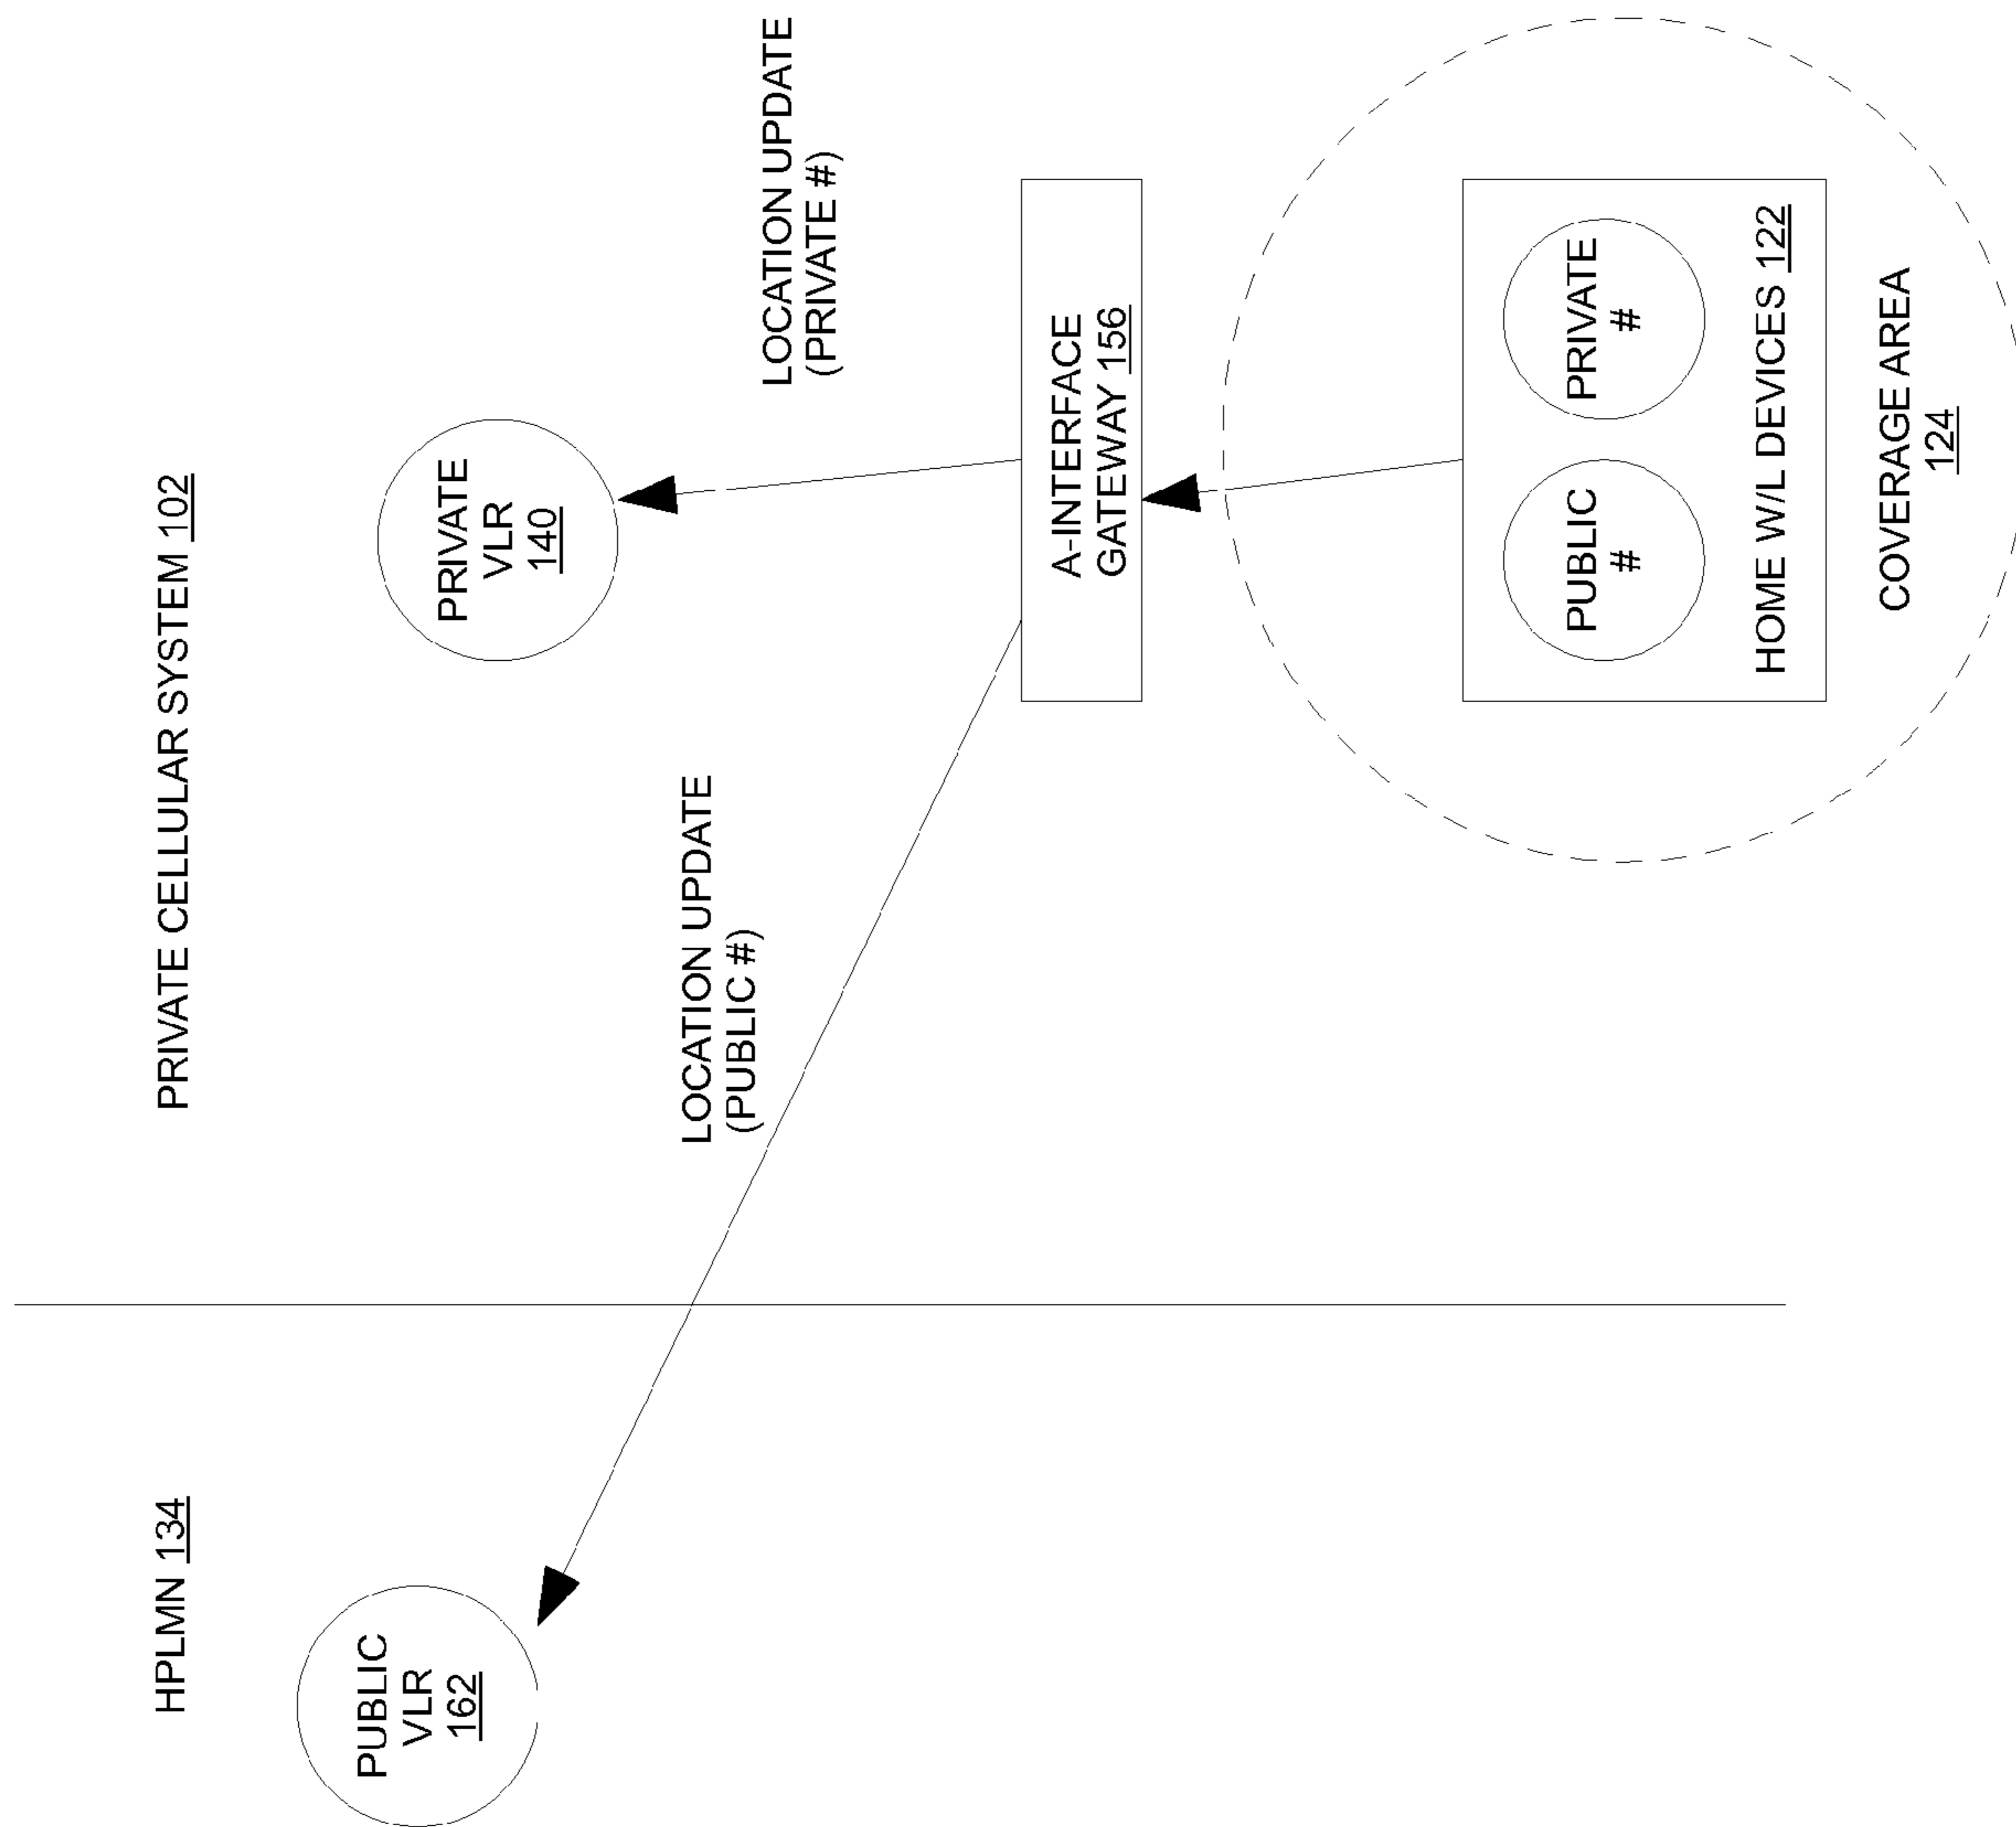 HPLMN 134
PRIVATE CELLULAR SYSTEM 102
PUBLIC
VLR
162
PRIVATE
VLR
140
LOCATION UPDATE
(PUBLIC #)
LOCATION UPDATE
(PRIVATE #)
A-INTERFACE
GATEWAY 156
PUBLIC
#
PRIVATE
#
HOME W/L DEVICES 122
COVERAGE AREA
124